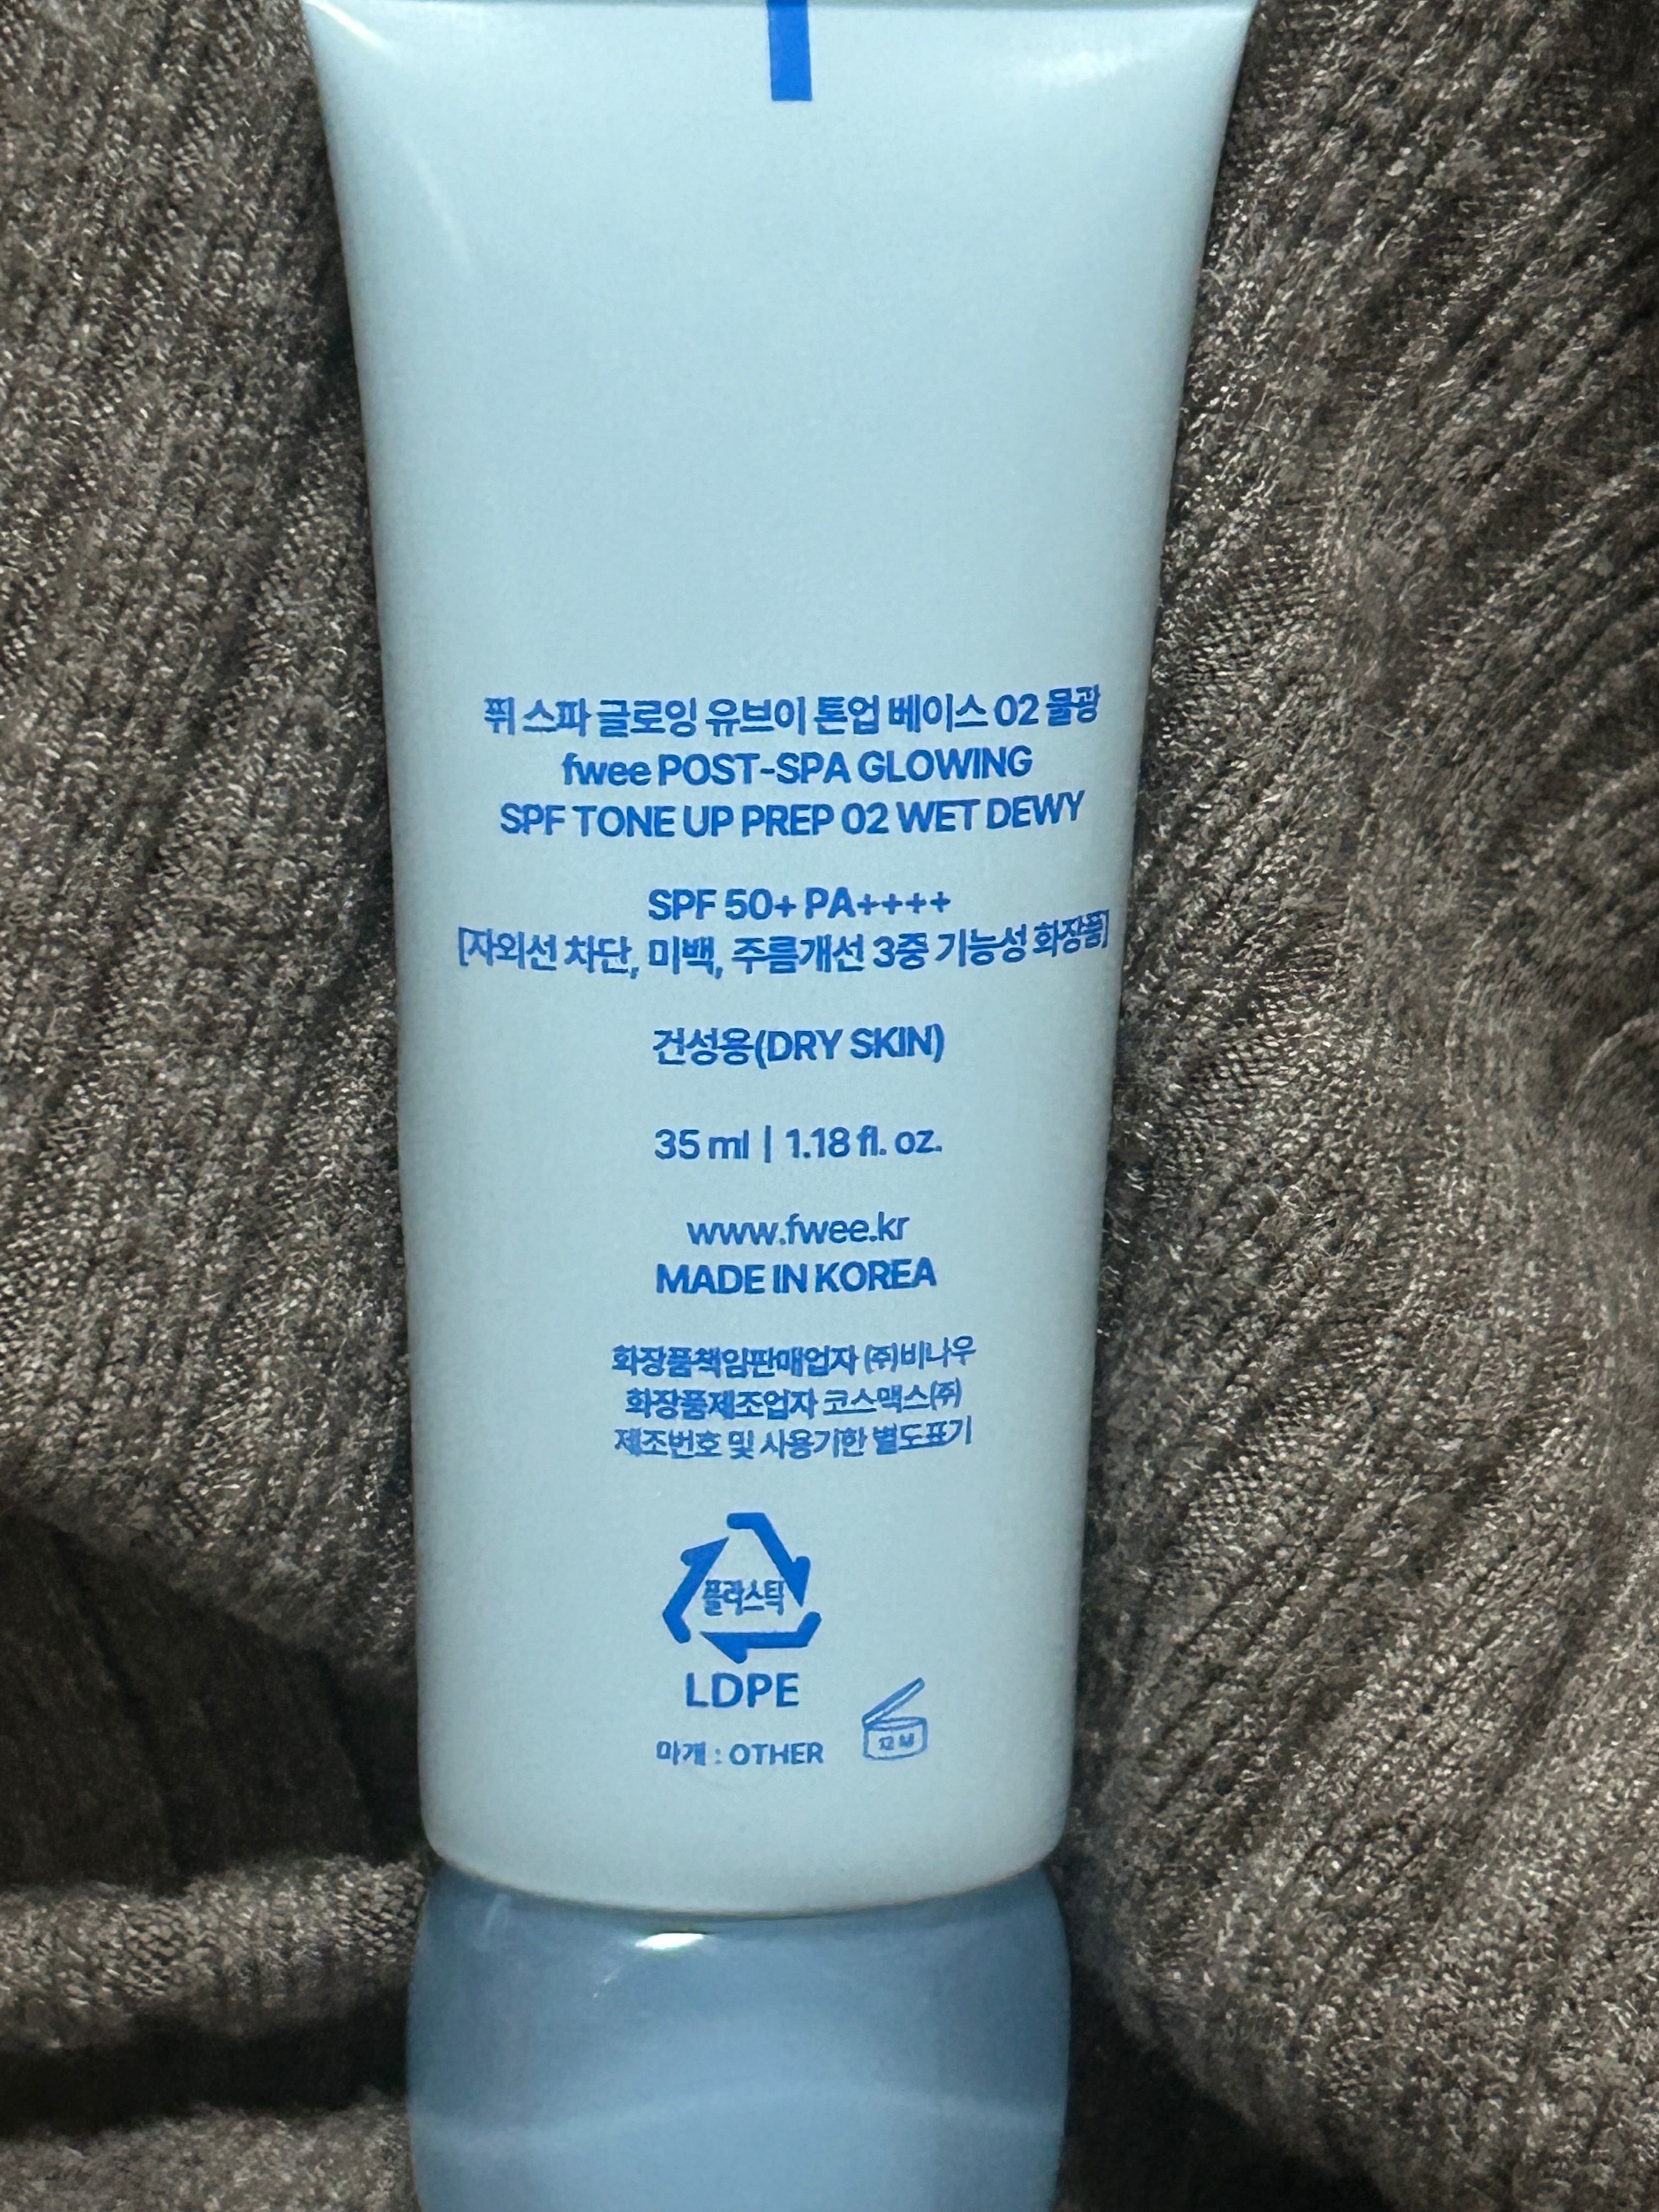 퓌 스파 글로잉 유브이 톤업 베이스 02 물광
fwee POST-SPA GLOWING
SPF TONE UP PREP 02 WET DEWY
SPF 50+ PA++++
[자외선 차단, 미백, 주름개선 3중 기능성 화장품]
건성용(DRY SKIN)
35 ml | 1.18 fl. oz.
www.fwee.kr
MADE IN KOREA
화장품책임판매업자 (주)비나우
화장품제조업자 코스맥스(주)
제조번호 및 사용기한 별도표기
플라스틱
LDPE
마개 : OTHER
12 M